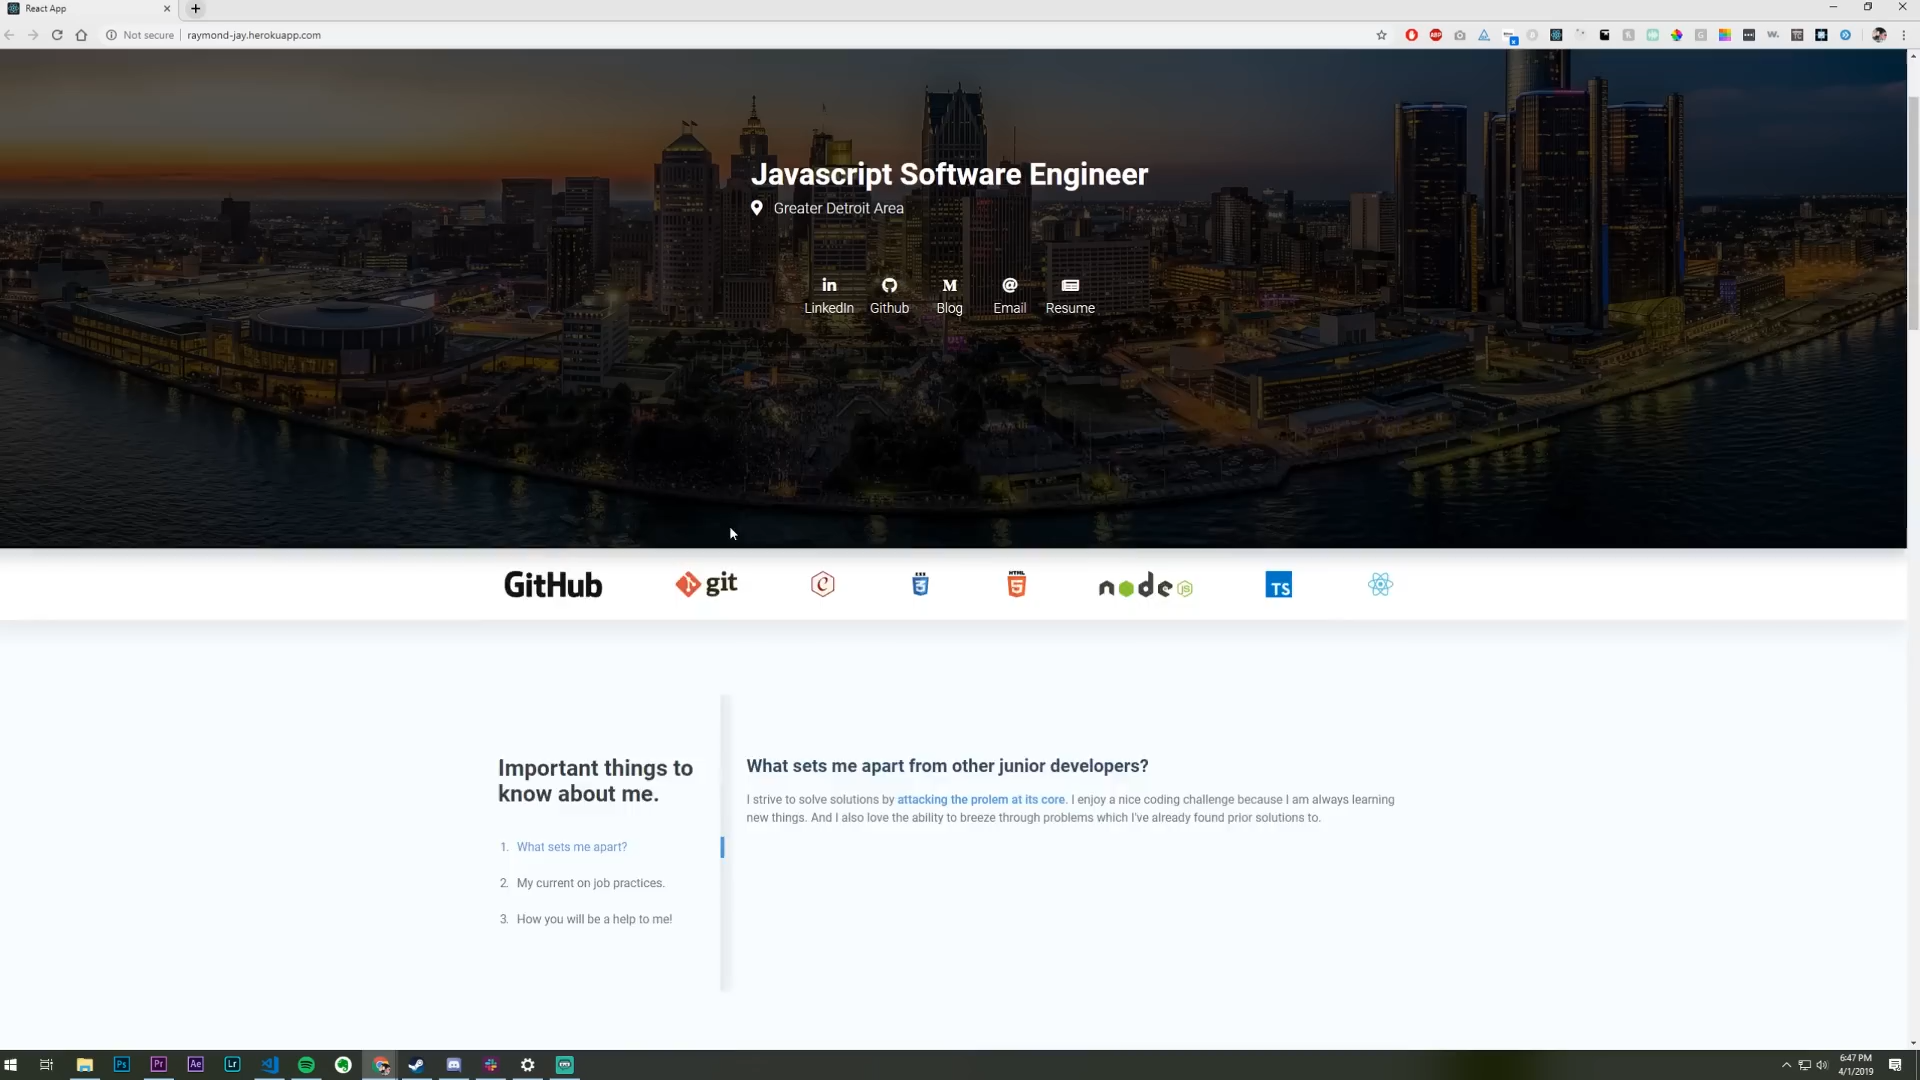 React App
Not secure
raymond-jay.herokuapp.com
Javascript Software Engineer
Greater Detroit Area
LinkedIn
Github
Blog
Email
Resume
GitHub
git
node
JS
TS
Important things to
know about me.
1. What sets me apart?
2. My current on job practices.
3. How you will be a help to me!
What sets me apart from other junior developers?
I strive to solve solutions by attacking the prolem at its core. I enjoy a nice coding challenge because I am always learning
new things. And I also love the ability to breeze through problems which I've already found prior solutions to.
Ps
Pr
Ae
Lr
6:47 PM
4/1/2019